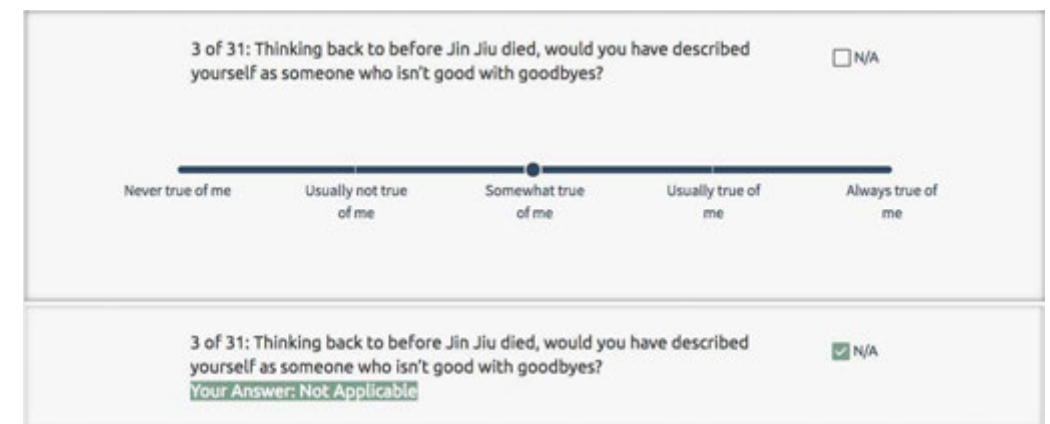 3 of 31: Thinking back to before Jin Jiu died, would you have described
yourself as someone who isn't good with goodbyes?
N/A
Never true of me
Usually not true
of me
Somewhat true
of me
Usually true of
me
Always true of
me
3 of 31: Thinking back to before Jin Jiu died, would you have described
yourself as someone who isn't good with goodbyes?
Your Answer: Not Applicable
N/A